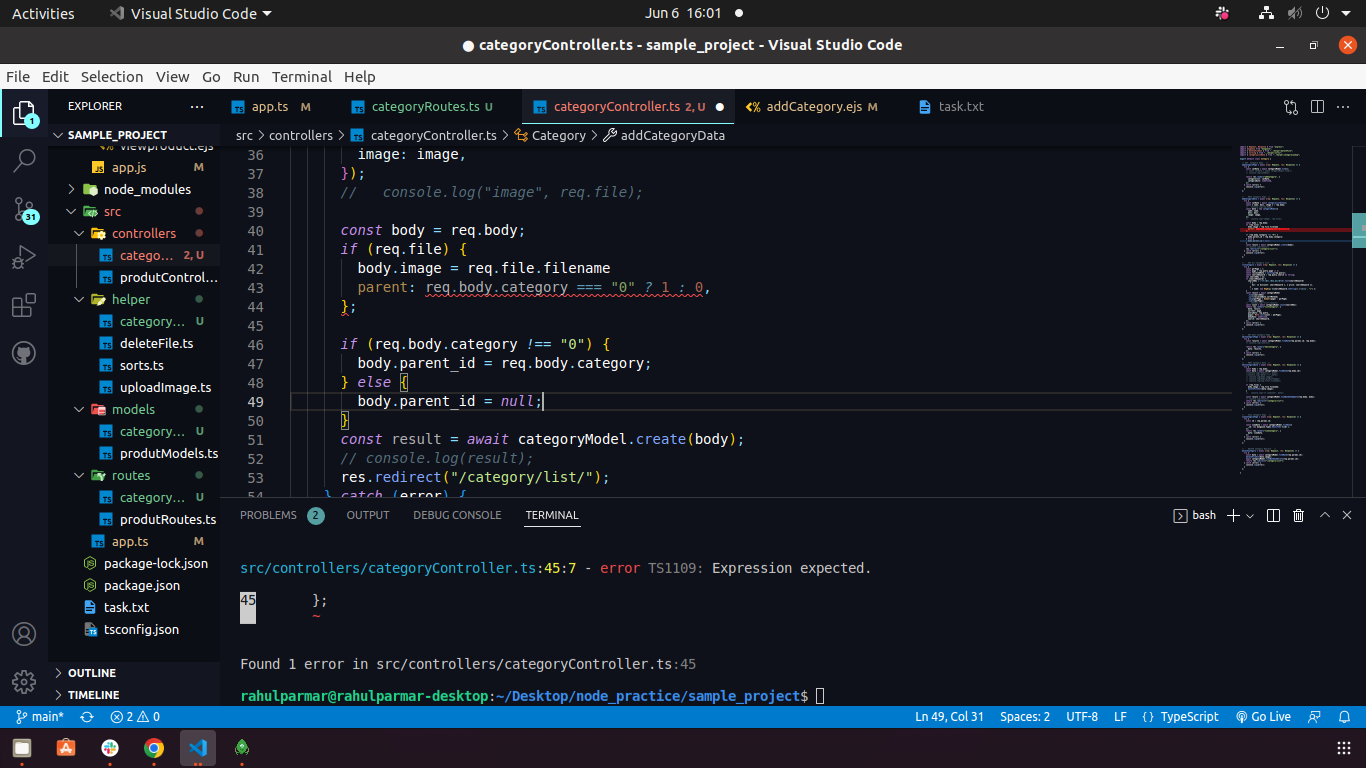 Activities Visual Studio Code Jun 6 16:01
● categoryController.ts - sample_project - Visual Studio Code
File Edit Selection View Go Run Terminal Help
EXPLORER ···
app.ts M categoryRoutes.ts U categoryController.ts 2, U addCategory.ejs M task.txt
src > controllers > categoryController.ts > Category > addCategoryData
1
31
SAMPLE_PROJECT
viewproduct.ejs
app.js M
node_modules
src
controllers
catego... 2, U
produtControl...
helper
category... U
deleteFile.ts
sorts.ts
uploadImage.ts
models
category... U
produtModels.ts
routes
category... U
produtRoutes.ts
app.ts M
package-lock.json
package.json
task.txt
tsconfig.json
OUTLINE
TIMELINE
36 image: image,
37 });
38 //   console.log("image", req.file);
39
40 const body = req.body;
41 if (req.file) {
42 body.image = req.file.filename
43 parent: req.body.category === "0" ? 1 : 0,
44 };
45
46 if (req.body.category !== "0") {
47 body.parent_id = req.body.category;
48 } else {
49 body.parent_id = null;
50 }
51 const result = await categoryModel.create(body);
52 // console.log(result);
53 res.redirect("/category/list/");
54 } catch (error) {
PROBLEMS 2 OUTPUT DEBUG CONSOLE TERMINAL bash
src/controllers/categoryController.ts:45:7 - error TS1109: Expression expected.
45 };
~
Found 1 error in src/controllers/categoryController.ts:45
rahulparmar@rahulparmar-desktop:~/Desktop/node_practice/sample_project$
main* 2 0 Ln 49, Col 31 Spaces: 2 UTF-8 LF {} TypeScript Go Live